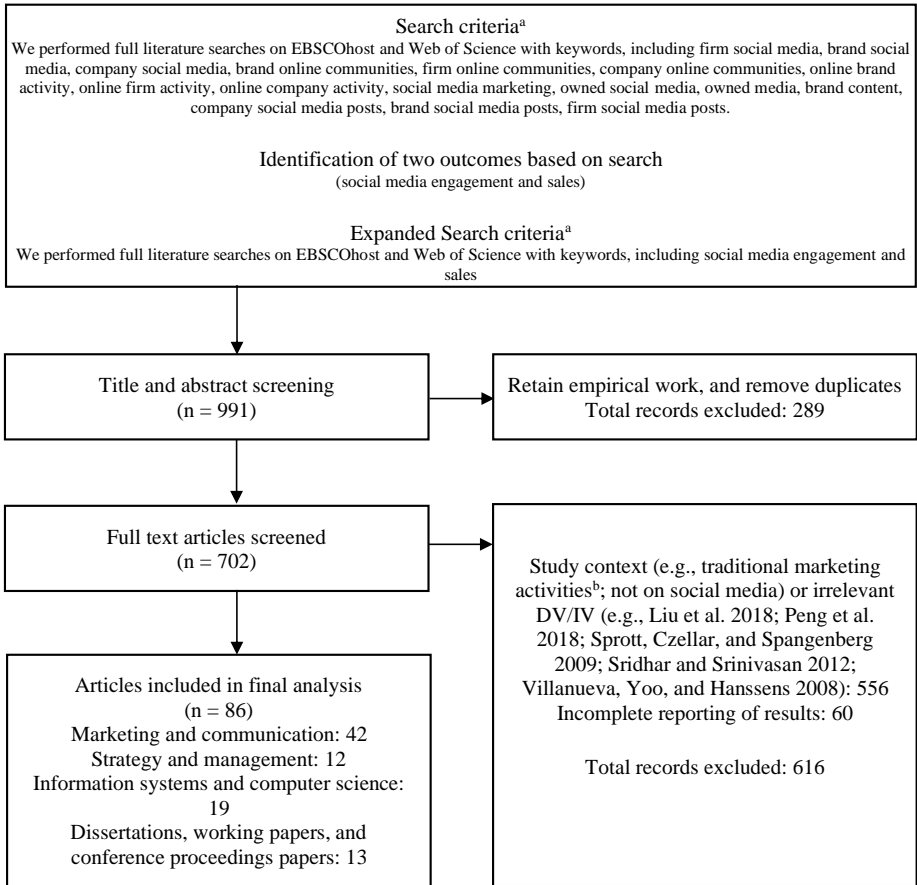 Search criteriaᵃ
We performed full literature searches on EBSCOhost and Web of Science with keywords, including firm social media, brand social
media, company social media, brand online communities, firm online communities, company online communities, online brand
activity, online firm activity, online company activity, social media marketing, owned social media, owned media, brand content,
company social media posts, brand social media posts, firm social media posts.
Identification of two outcomes based on search
(social media engagement and sales)
Expanded Search criteriaᵃ
We performed full literature searches on EBSCOhost and Web of Science with keywords, including social media engagement and
sales
Title and abstract screening
(n = 991)
Retain empirical work, and remove duplicates
Total records excluded: 289
Full text articles screened
(n = 702)
Study context (e.g., traditional marketing
activitiesᵇ; not on social media) or irrelevant
DV/IV (e.g., Liu et al. 2018; Peng et al.
2018; Sprott, Czellar, and Spangenberg
2009; Sridhar and Srinivasan 2012;
Villanueva, Yoo, and Hanssens 2008): 556
Incomplete reporting of results: 60
Total records excluded: 616
Articles included in final analysis
(n = 86)
Marketing and communication: 42
Strategy and management: 12
Information systems and computer science:
19
Dissertations, working papers, and
conference proceedings papers: 13